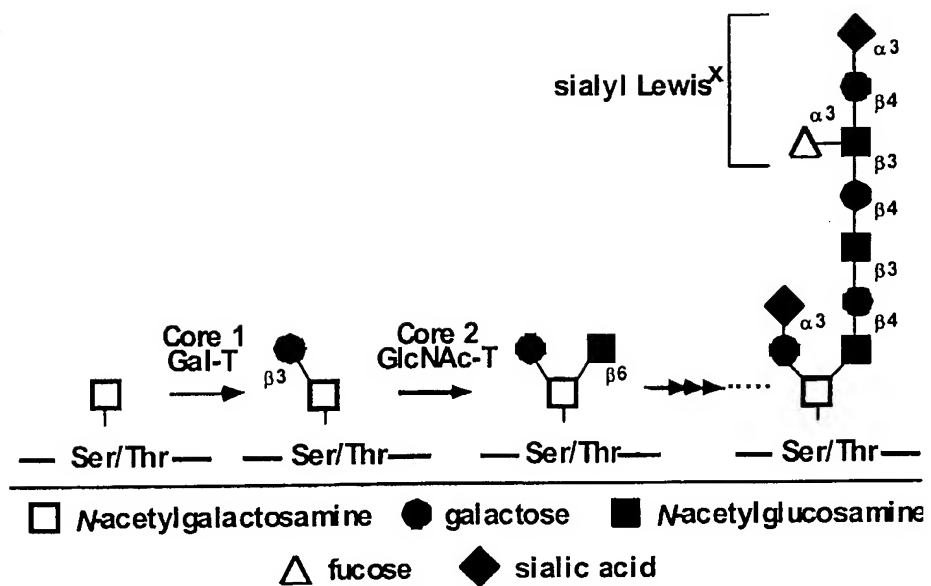 α3
sialyl Lewis x
β4
α3
β3
β4
β3
Core 1
Gal-T
Core 2
GlcNAc-T
α3
β4
β3
β6
Ser/Thr
Ser/Thr
Ser/Thr
Ser/Thr
N-acetylgalactosamine galactose N-acetylglucosamine
fucose sialic acid